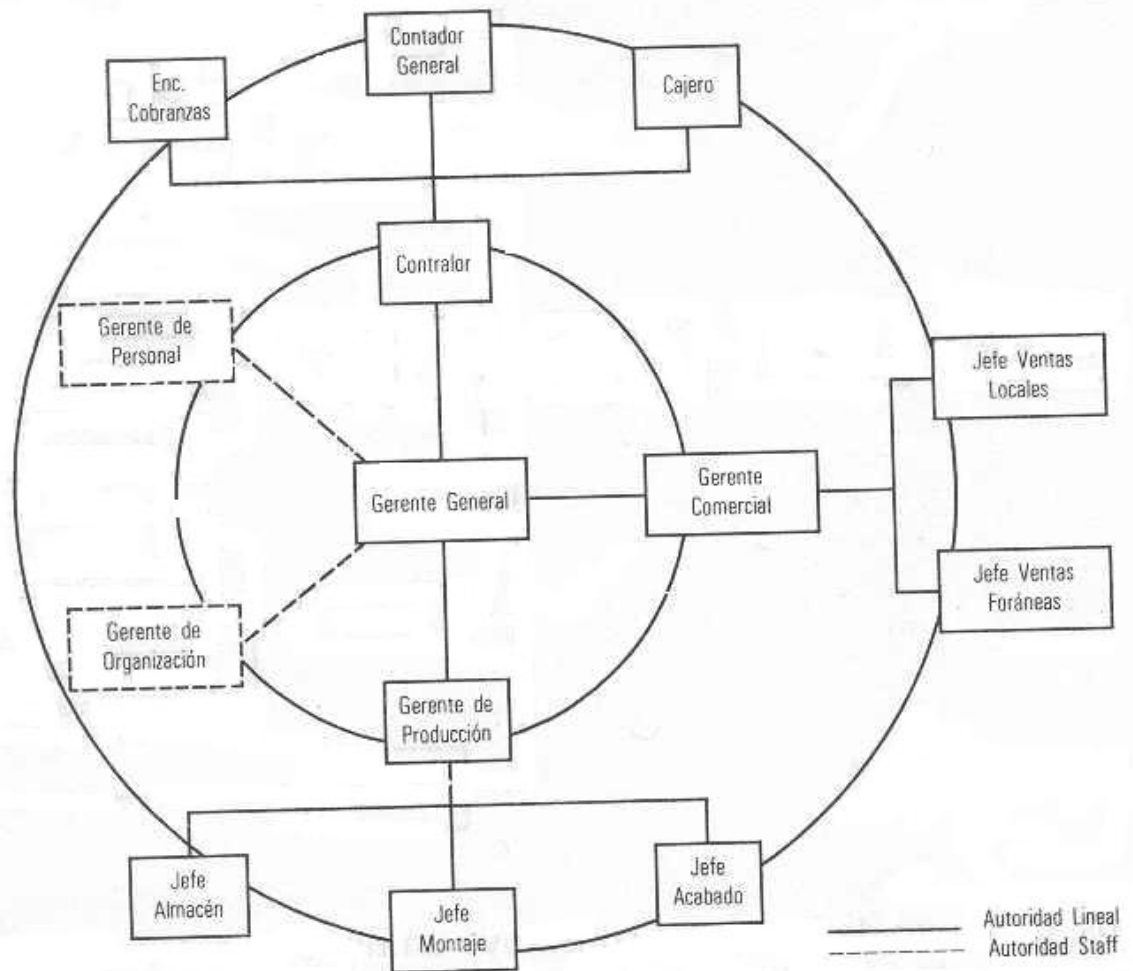 Contador
General
Enc.
Cobranzas
Cajero
Contralor
Gerente de
Personal
Jefe Ventas
Locales
Gerente General
Gerente
Comercial
Jefe Ventas
Foráneas
Gerente de
Organización
Gerente de
Producción
Jefe
Almacén
Jefe
Montaje
Jefe
Acabado
Autoridad Lineal
Autoridad Staff